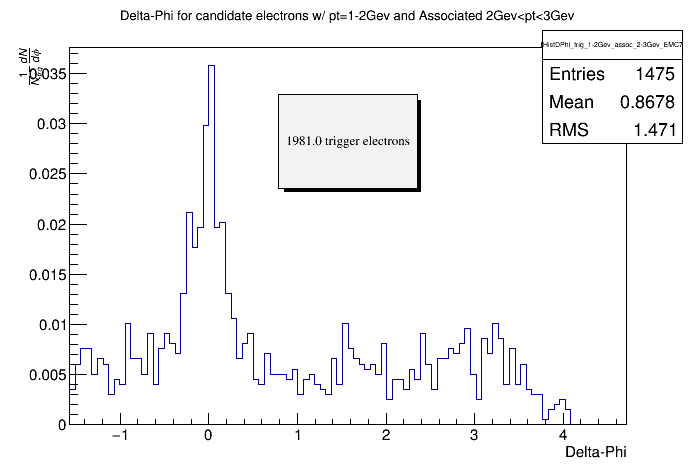 Delta-Phi for candidate electrons w/ pt=1-2Gev and Associated 2Gev<pt<3Gev
HistDPhi_trig_1-2Gev_assoc_2-3Gev_EMC7
Entries 1475
Mean 0.8678
RMS 1.471
1981.0 trigger electrons
0.035
0.03
0.025
0.02
0.015
0.01
0.005
0
−1 0 1 2 3 4
Delta-Phi